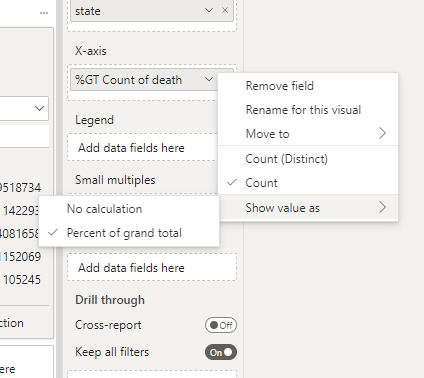 ...
state
X-axis
%GT Count of death
Remove field
Rename for this visual
Move to
Legend
Add data fields here
Count (Distinct)
Small multiples
Count
9518734
No calculation
Show value as
142293
4081658
Percent of grand total
1152069
105245
Add data fields here
Drill through
ction
Cross-report
Off
Keep all filters
On
ere